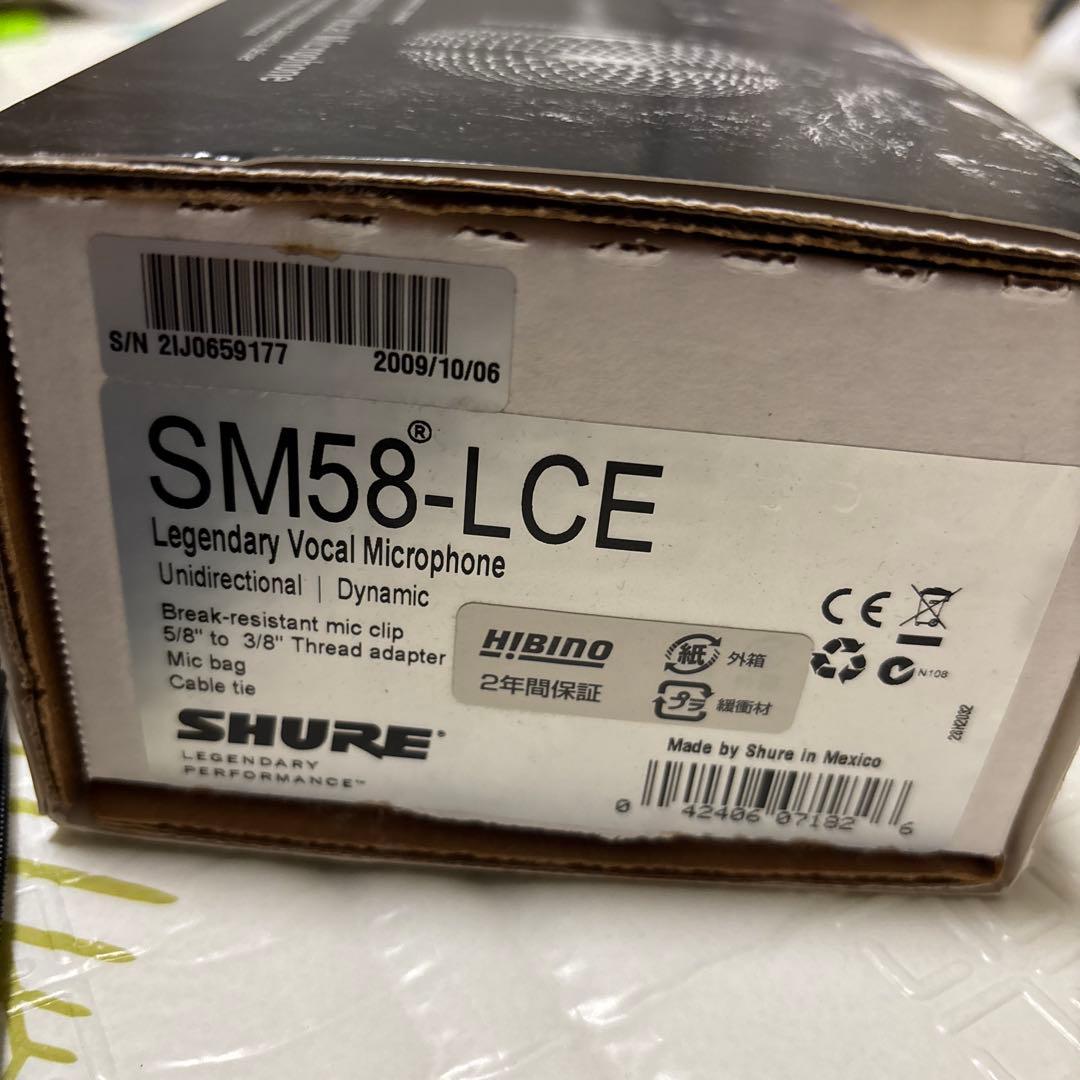 S/N 2IJ0659177
2009/10/06
SM58®-LCE
Legendary Vocal Microphone
Unidirectional | Dynamic
Break-resistant mic clip
5/8" to 3/8" Thread adapter
Mic bag
Cable tie
SHURE
LEGENDARY
PERFORMANCE™
HIBINO
2年間保証
紙 外箱
プラ 緩衝材
CE
N108
Made by Shure in Mexico
0 42406 07182 6